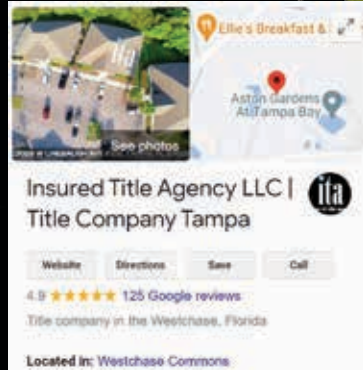 Ellie's Breakfast &
Aston Gardens
At Tampa Bay
See photos
Insured Title Agency LLC |
Title Company Tampa
ita
Website
Directions
Save
Call
4.9 ★★★★★ 125 Google reviews
Title company in the Westchase, Florida
Located in: Westchase Commons